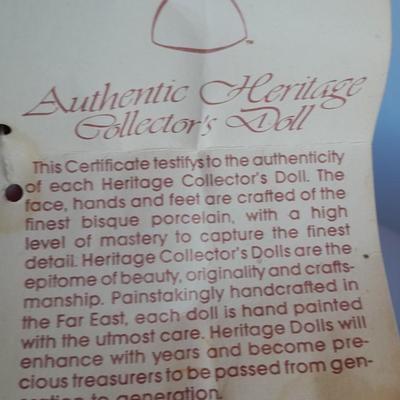 TM
Authentic Heritage
Collector's Doll
This Certificate testifys to the authenticity
of each Heritage Collector's Doll. The
face, hands and feet are crafted of the
finest bisque porcelain, with a high
level of mastery to capture the finest
detail. Heritage Collector's Dolls are the
epitome of beauty, originality and crafts-
manship. Painstakingly handcrafted in
the Far East, each doll is hand painted
with the utmost care. Heritage Dolls will
enhance with years and become pre-
cious treasurers to be passed from gen-
eration to generation.